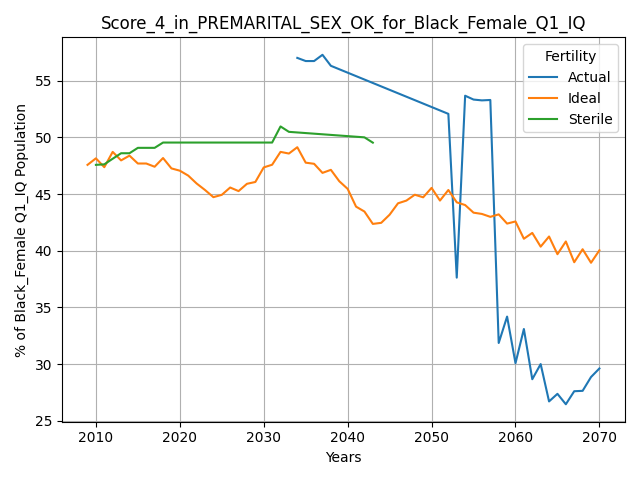 Score_4_in_PREMARITAL_SEX_OK_for_Black_Female_Q1_IQ
Fertility
Actual
Ideal
Sterile
% of Black_Female Q1_IQ Population
55
50
45
40
35
30
25
2010 2020 2030 2040 2050 2060 2070
Years